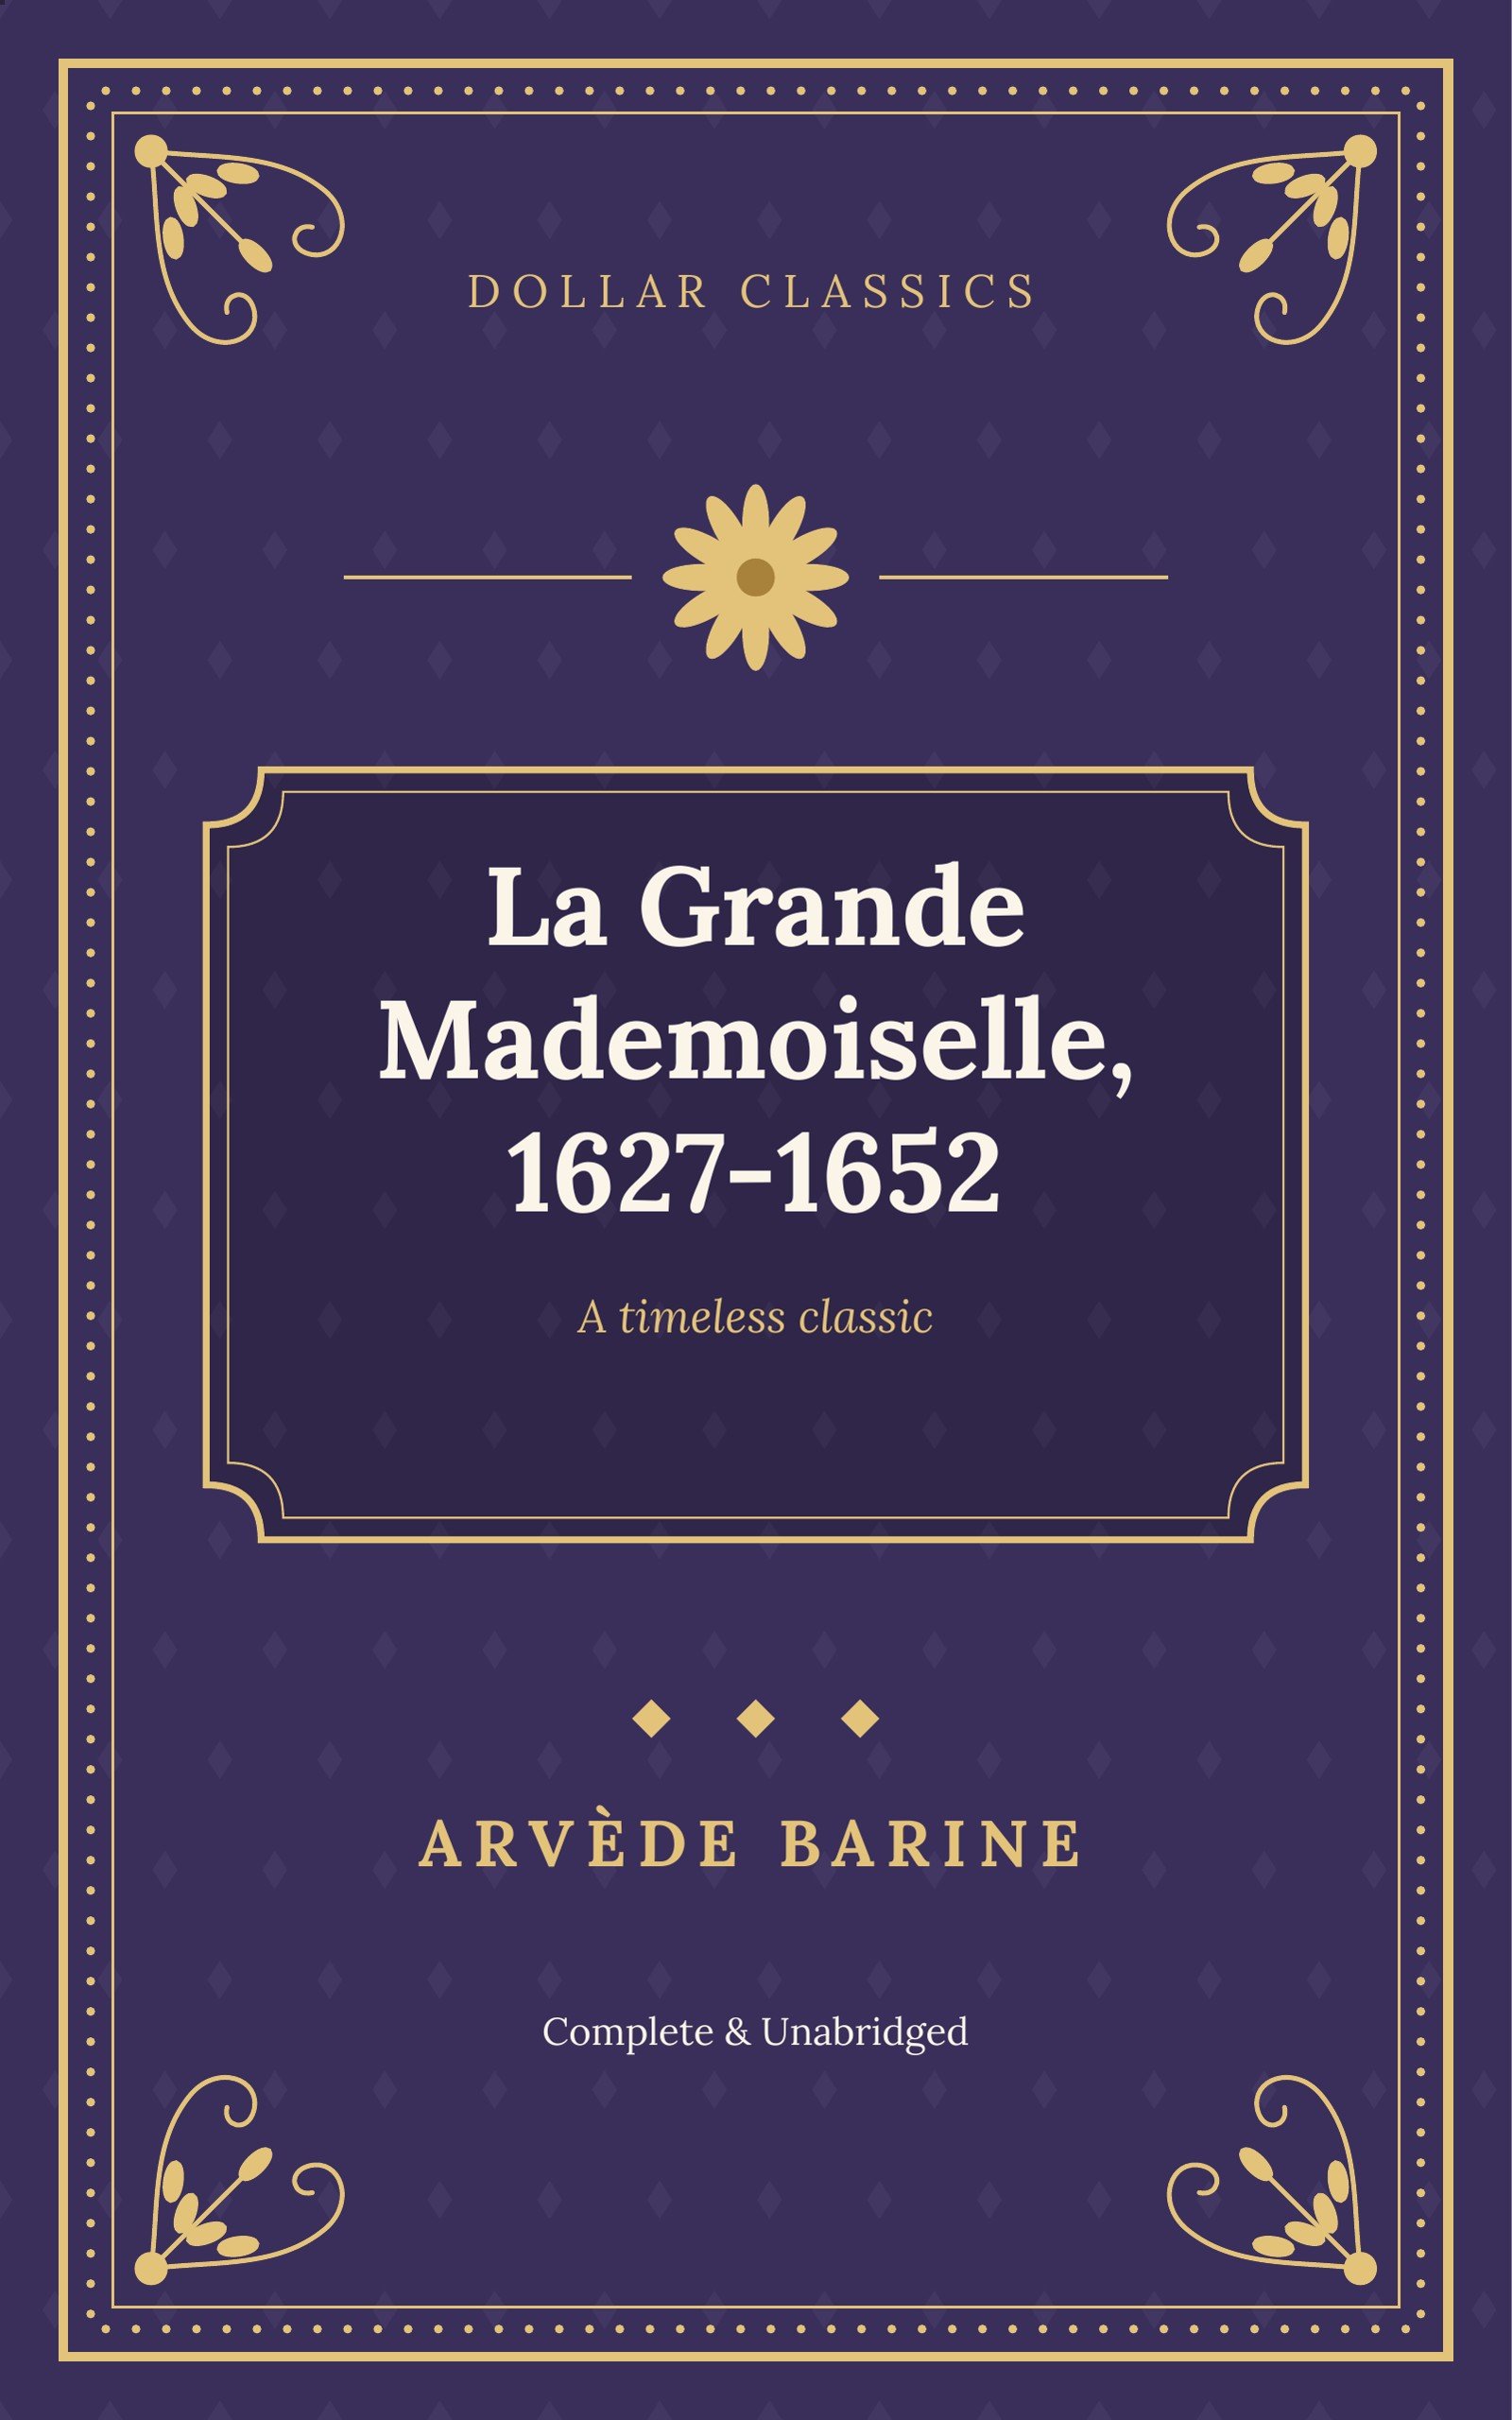 DOLLAR CLASSICS
La Grande
Mademoiselle,
1627-1652
A timeless classic
ARVÈDE BARINE
Complete & Unabridged